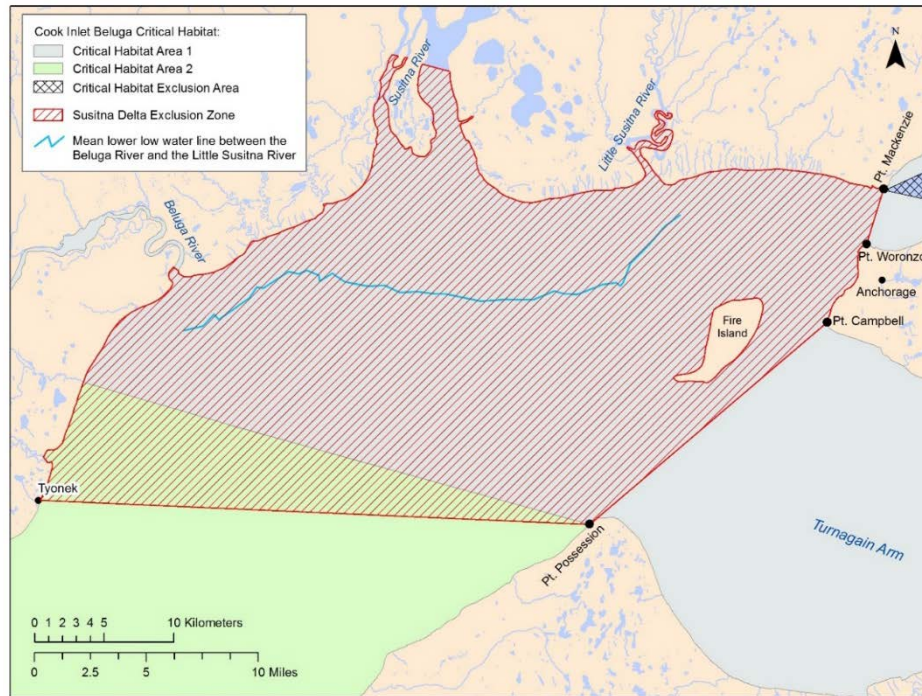 Cook Inlet Beluga Critical Habitat:
Critical Habitat Area 1
Critical Habitat Area 2
Critical Habitat Exclusion Area
Susitna Delta Exclusion Zone
Mean lower low water line between the
Beluga River and the Little Susitna River
Susitna River
Little Susitna River
N
Pt. Mackenzie
Beluga River
Pt. Woronzo
Anchorage
Pt. Campbell
Fire
Island
Tyonek
Pt. Possession
Turnagain Arm
0 1 2 3 4 5 10 Kilometers
0 2.5 5 10 Miles